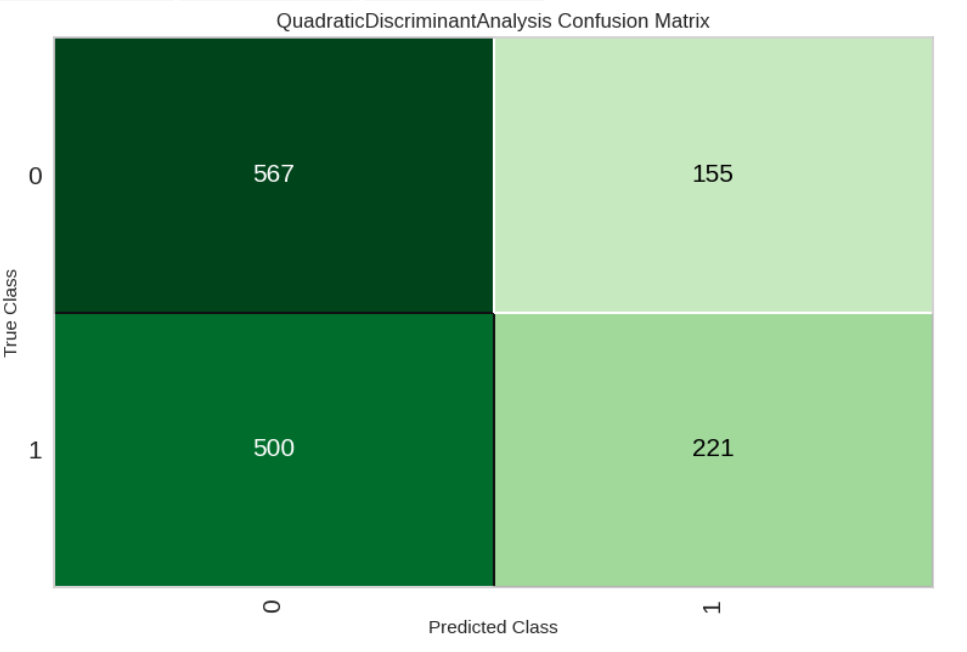 QuadraticDiscriminantAnalysis Confusion Matrix
0
567
155
True Class
1
500
221
0
1
Predicted Class